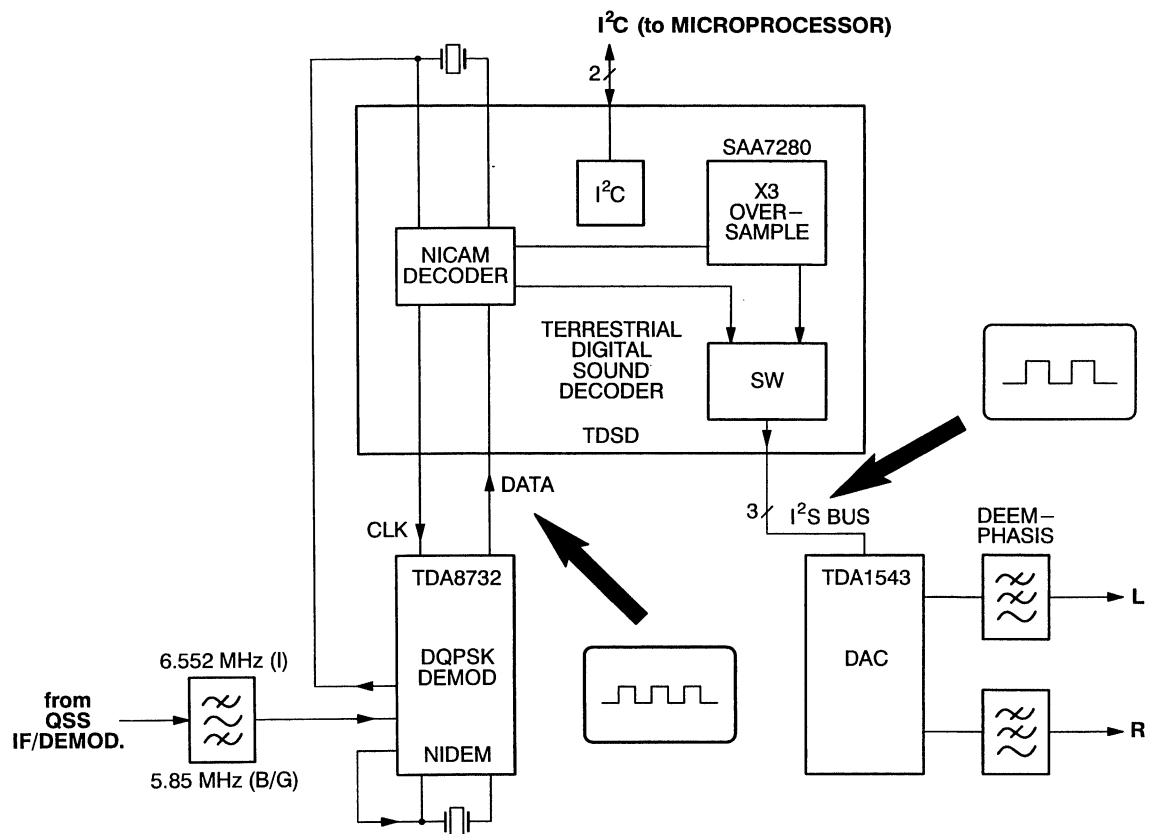 I²C (to MICROPROCESSOR)
2
SAA7280
I²C
X3
OVER–
SAMPLE
NICAM
DECODER
TERRESTRIAL
DIGITAL
SOUND
DECODER
SW
TDSD
DATA
3
I²S BUS
CLK
DEEM–
PHASIS
TDA8732
TDA1543
L
DQPSK
DEMOD
DAC
6.552 MHz (I)
from
QSS
IF/DEMOD.
R
NIDEM
5.85 MHz (B/G)